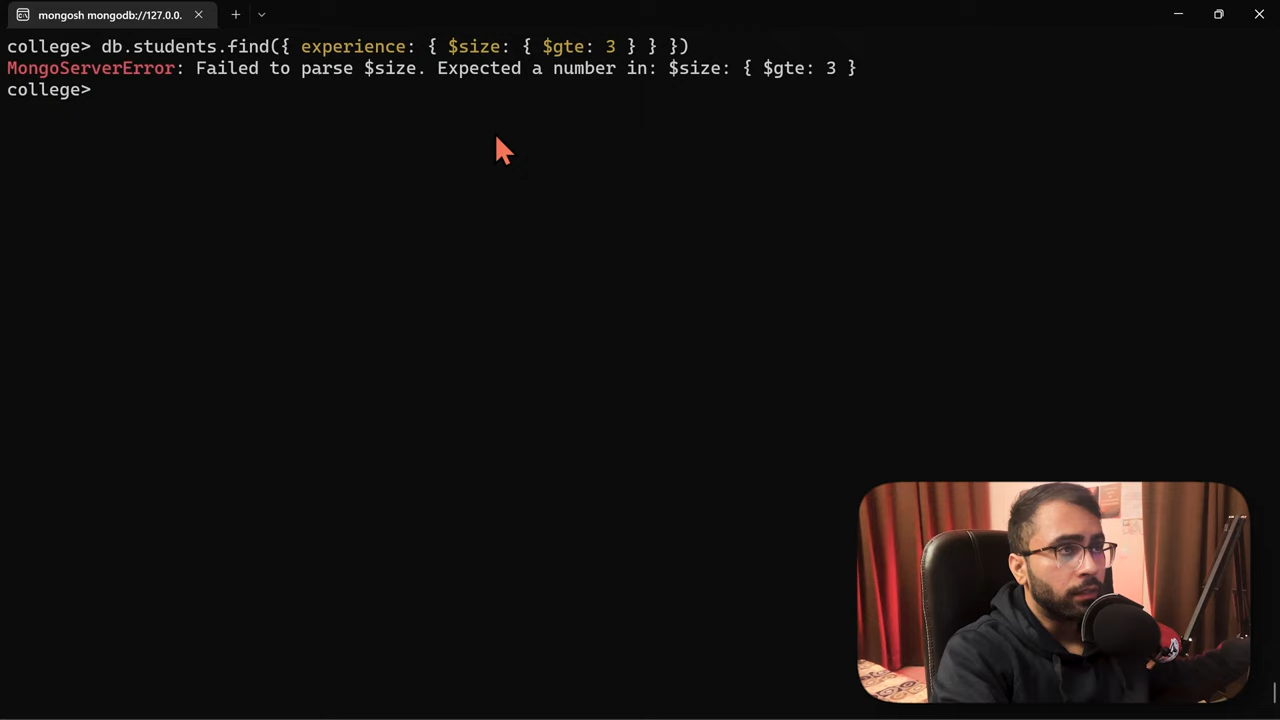 mongosh mongodb://127.0.0.
college> db.students.find({ experience: { $size: { $gte: 3 } } })
MongoServerError: Failed to parse $size. Expected a number in: $size: { $gte: 3 }
college>